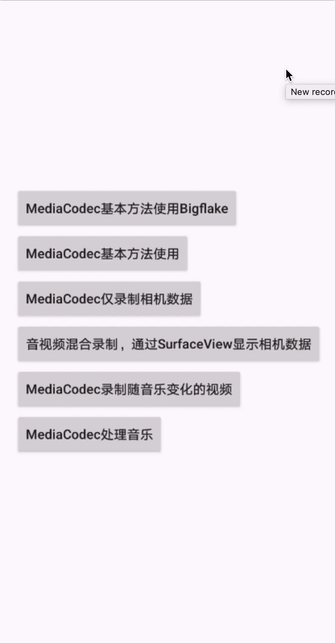 New recor
MediaCodec基本方法使用Bigflake
MediaCodec基本方法使用
MediaCodec仅录制相机数据
音视频混合录制，通过SurfaceView显示相机数据
MediaCodec录制随音乐变化的视频
MediaCodec处理音乐